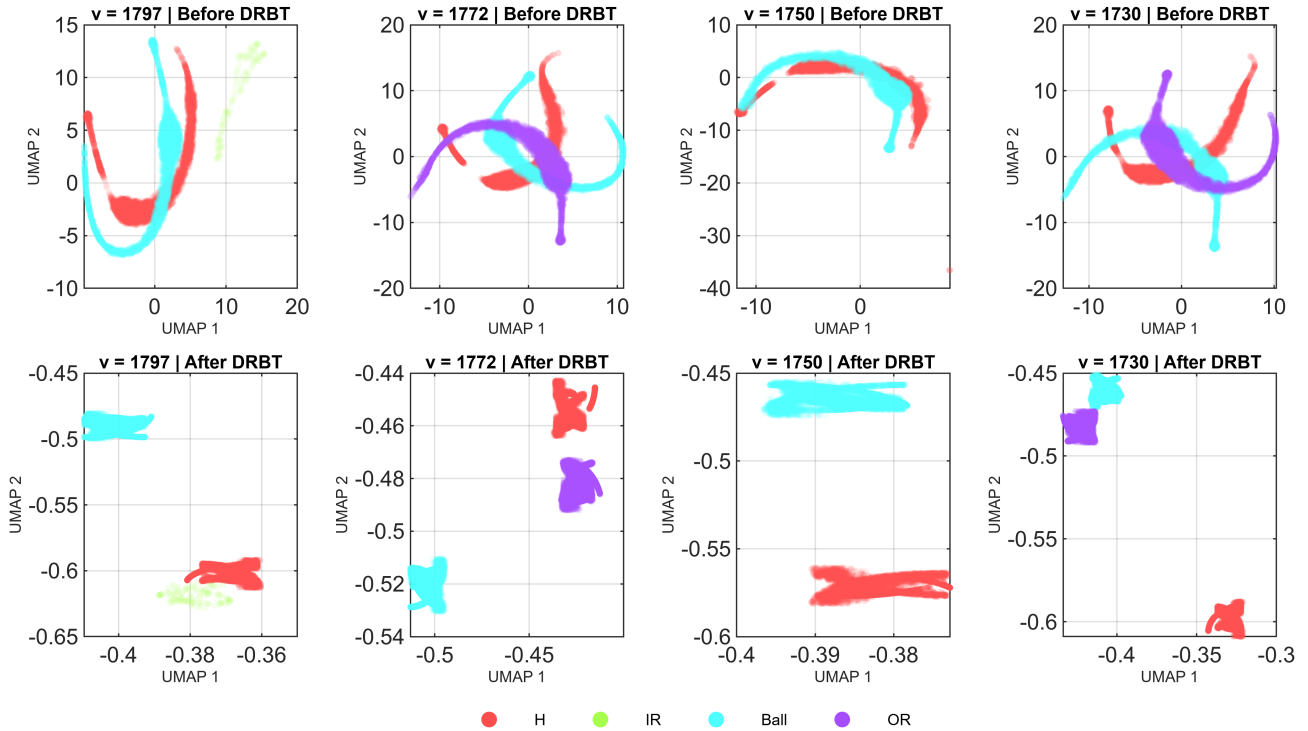 v = 1797 | Before DRBT
v = 1772 | Before DRBT
v = 1750 | Before DRBT
v = 1730 | Before DRBT
15
10
5
0
-5
-10
UMAP 2
0
10
20
UMAP 1
20
10
0
-10
-20
UMAP 2
-10
0
10
UMAP 1
10
0
-10
-20
-30
-40
UMAP 2
-10
0
UMAP 1
20
10
0
-10
-20
UMAP 2
-10
0
10
UMAP 1
v = 1797 | After DRBT
v = 1772 | After DRBT
v = 1750 | After DRBT
v = 1730 | After DRBT
-0.45
-0.5
-0.55
-0.6
-0.65
UMAP 2
-0.4
-0.38
-0.36
UMAP 1
-0.44
-0.46
-0.48
-0.5
-0.52
-0.54
UMAP 2
-0.5
-0.45
UMAP 1
-0.45
-0.5
-0.55
-0.6
UMAP 2
-0.4
-0.39
-0.38
UMAP 1
-0.45
-0.5
-0.55
-0.6
UMAP 2
-0.4
-0.35
-0.3
UMAP 1
H
IR
Ball
OR